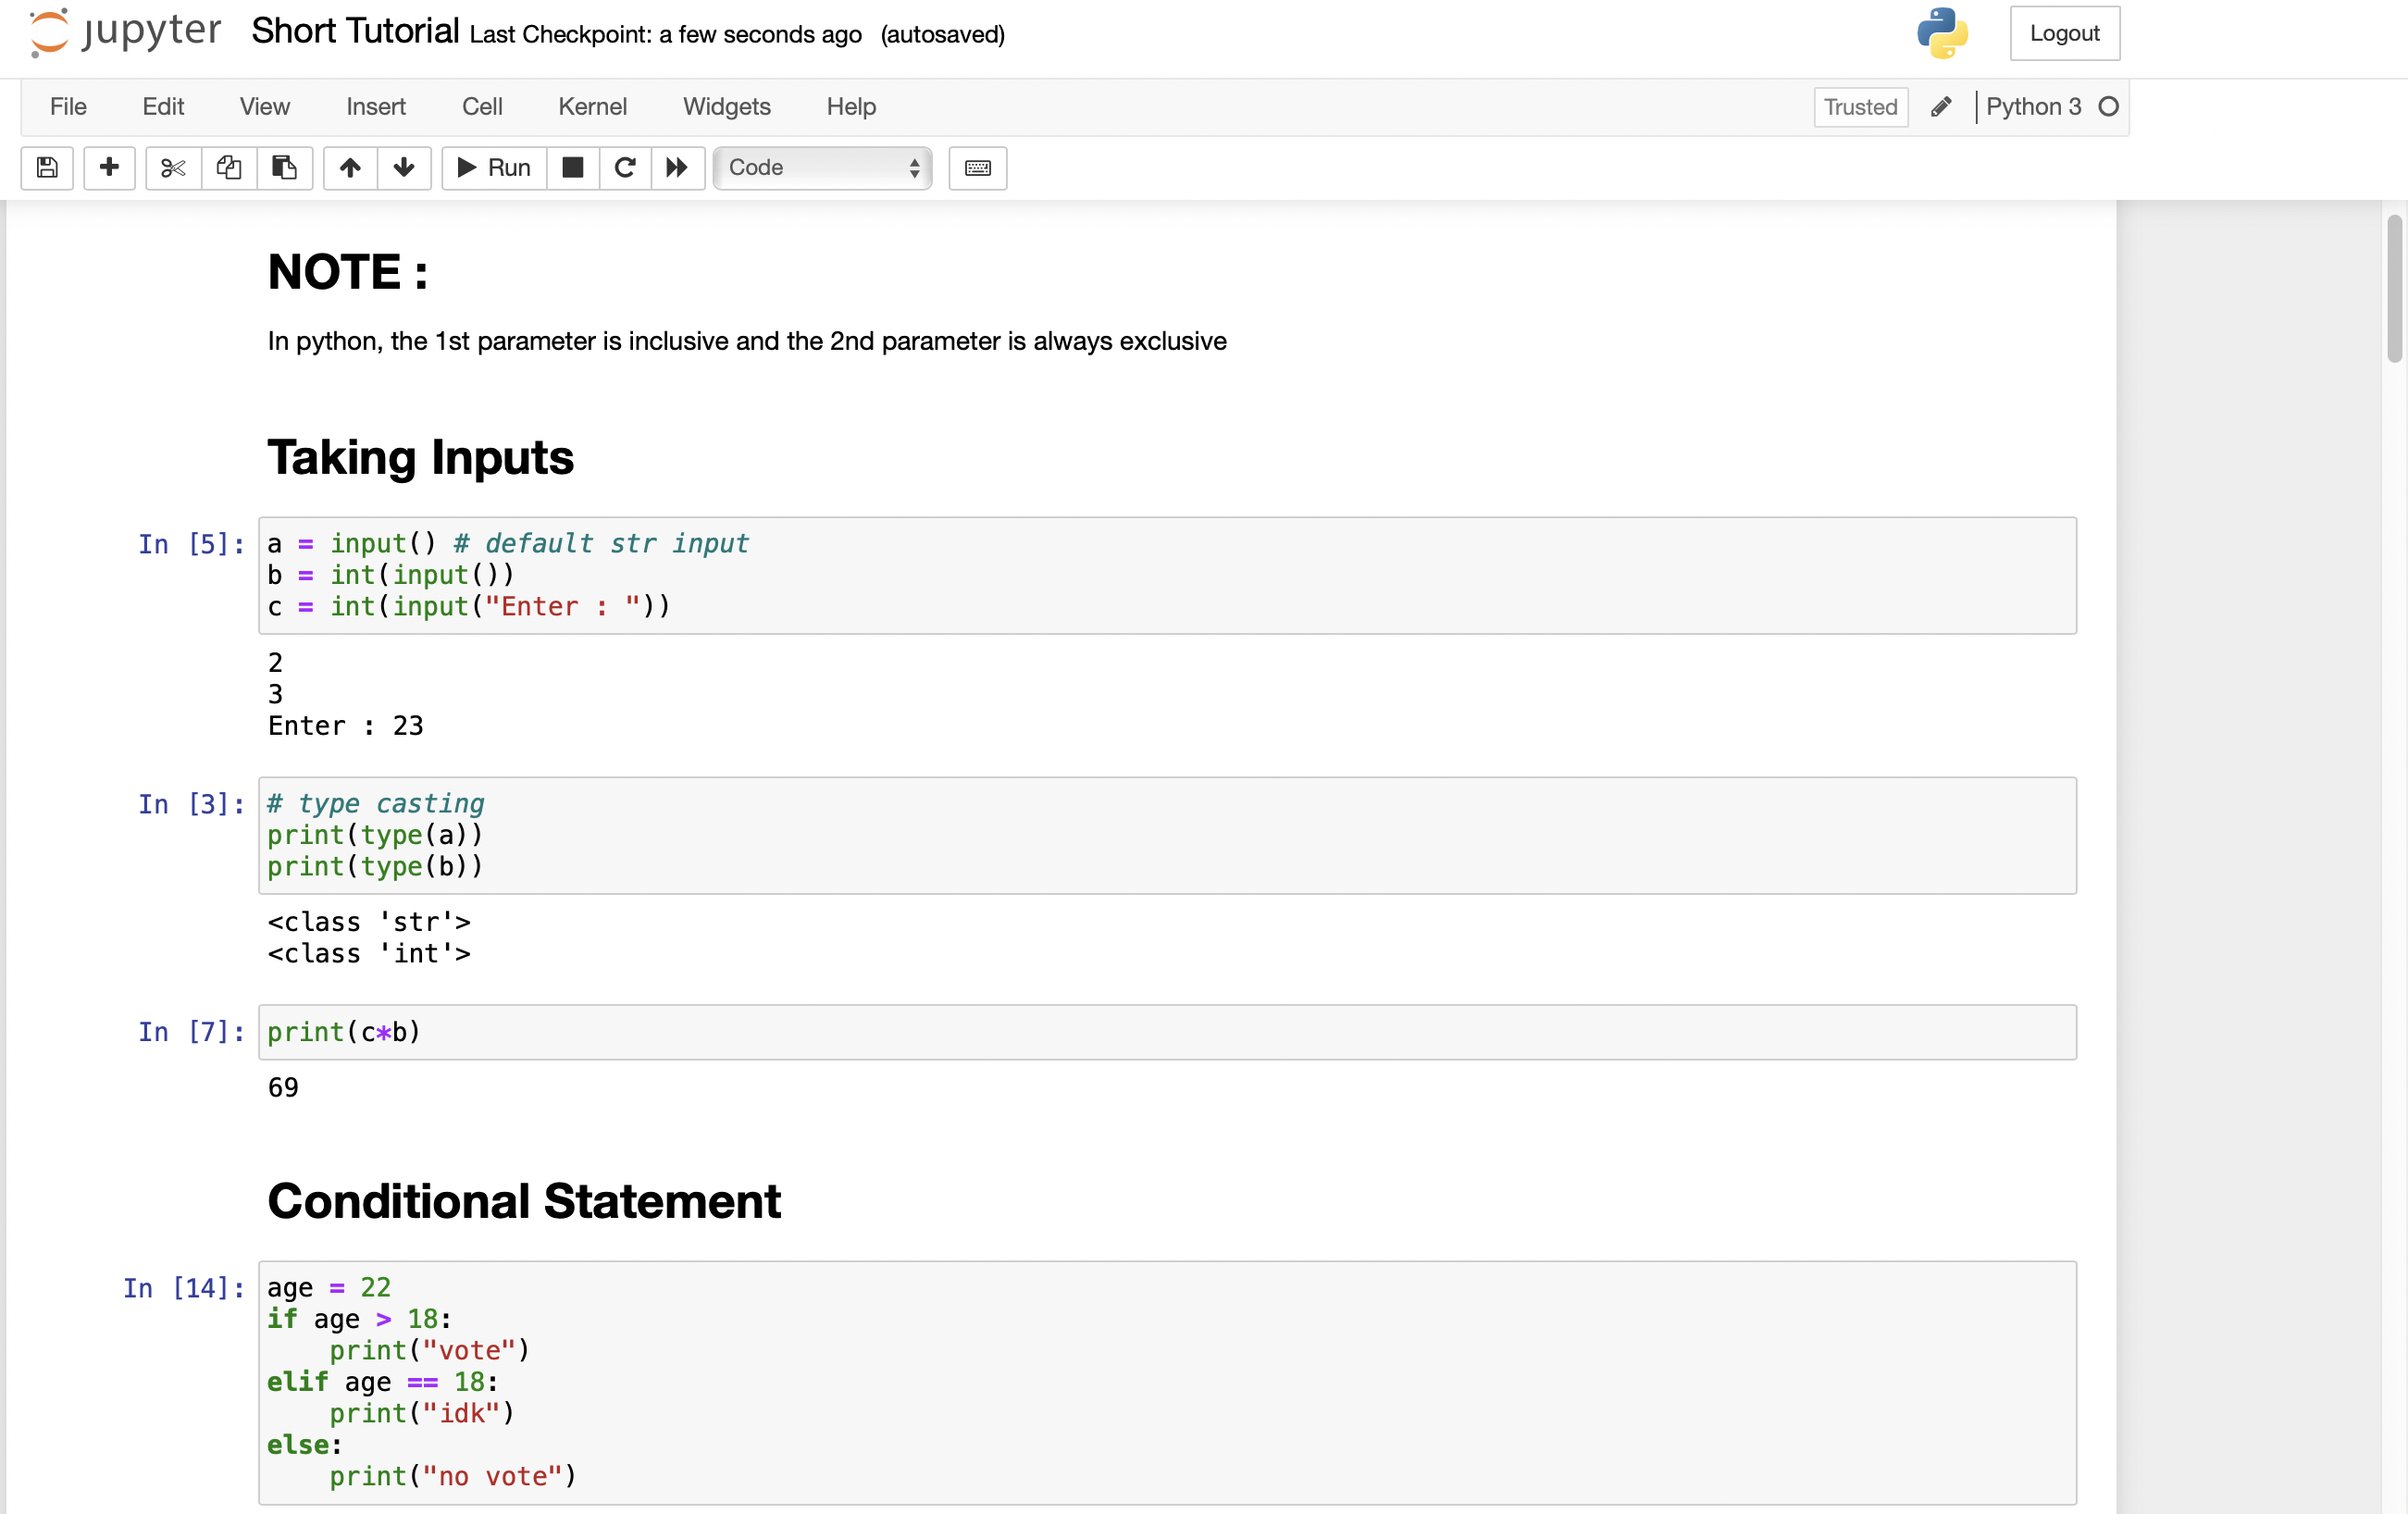 jupyter Short Tutorial Last Checkpoint: a few seconds ago (autosaved) Logout
File Edit View Insert Cell Kernel Widgets Help Trusted Python 3
Run Code
NOTE :
In python, the 1st parameter is inclusive and the 2nd parameter is always exclusive
Taking Inputs
In [5]: a = input() # default str input
b = int(input())
c = int(input("Enter : "))
2
3
Enter : 23
In [3]: # type casting
print(type(a))
print(type(b))
<class 'str'>
<class 'int'>
In [7]: print(c*b)
69
Conditional Statement
In [14]: age = 22
if age > 18:
    print("vote")
elif age == 18:
    print("idk")
else:
    print("no vote")